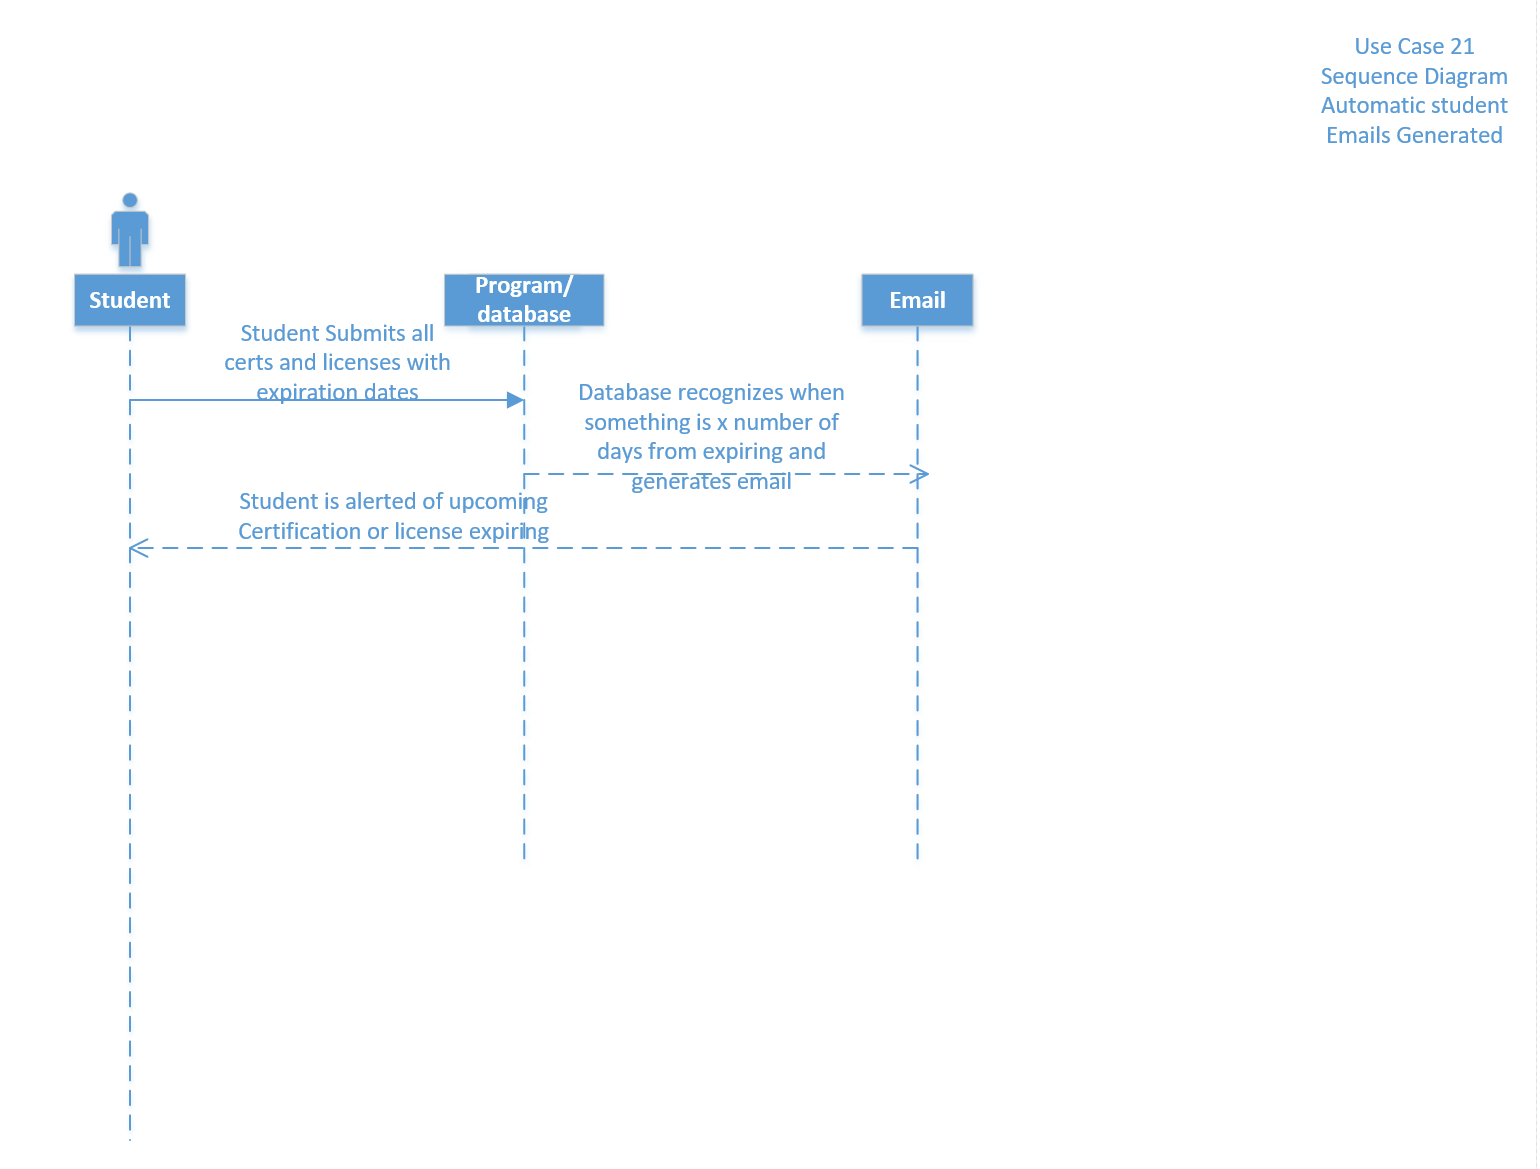 Use Case 21
Sequence Diagram
Automatic student
Emails Generated
Student
Program/
database
Email
Student Submits all
certs and licenses with
expiration dates
Database recognizes when
something is x number of
days from expiring and
generates email
Student is alerted of upcoming
Certification or license expiring